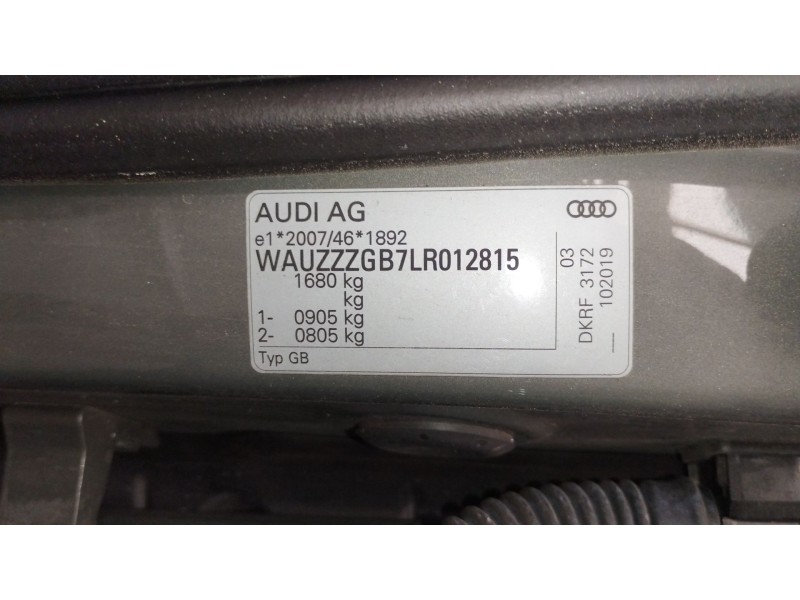 AUDI AG
e1*2007/46*1892
WAUZZZGB7LR012815
1680 kg
kg
1- 0905 kg
2- 0805 kg
Typ GB
03
DKRF 3172
102019